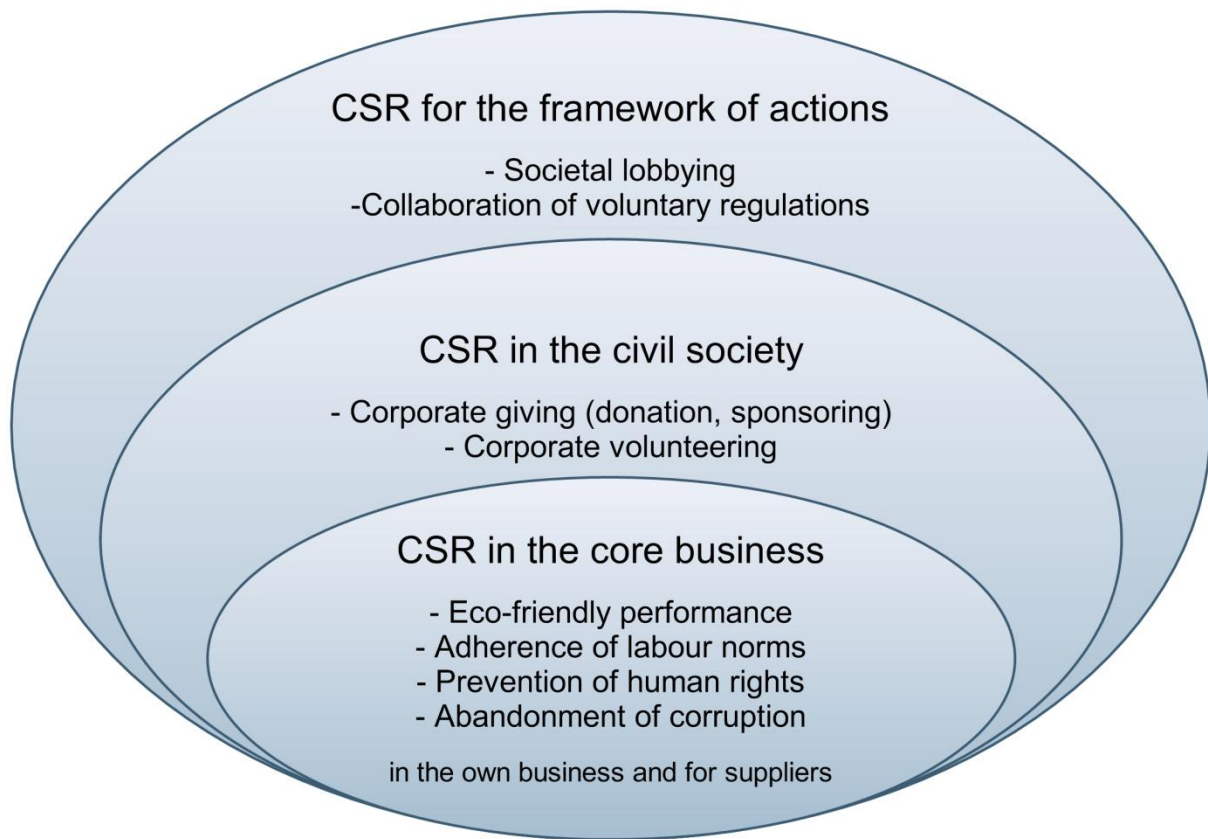 CSR for the framework of actions
- Societal lobbying
-Collaboration of voluntary regulations
CSR in the civil society
- Corporate giving (donation, sponsoring)
- Corporate volunteering
CSR in the core business
- Eco-friendly performance
- Adherence of labour norms
- Prevention of human rights
- Abandonment of corruption
in the own business and for suppliers